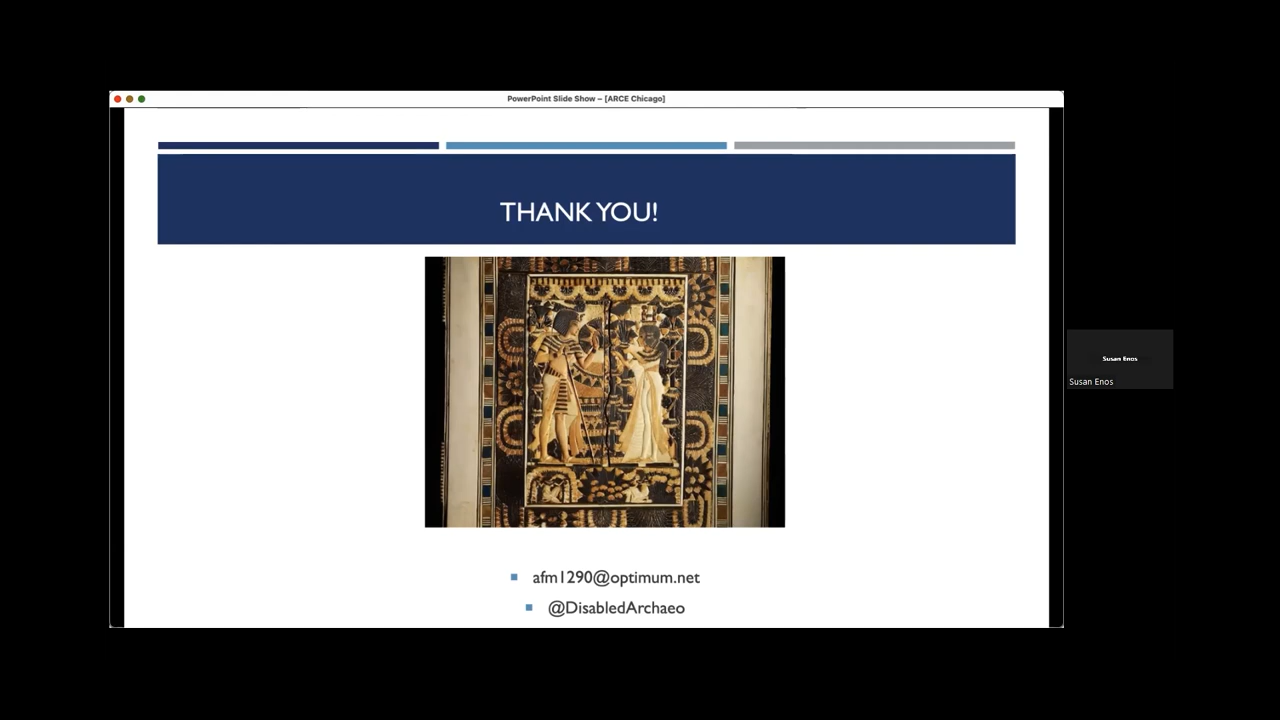 PowerPoint Slide Show – [ARCE Chicago]
THANK YOU!
Susan Enos
Susan Enos
afm1290@optimum.net
@DisabledArchaeo